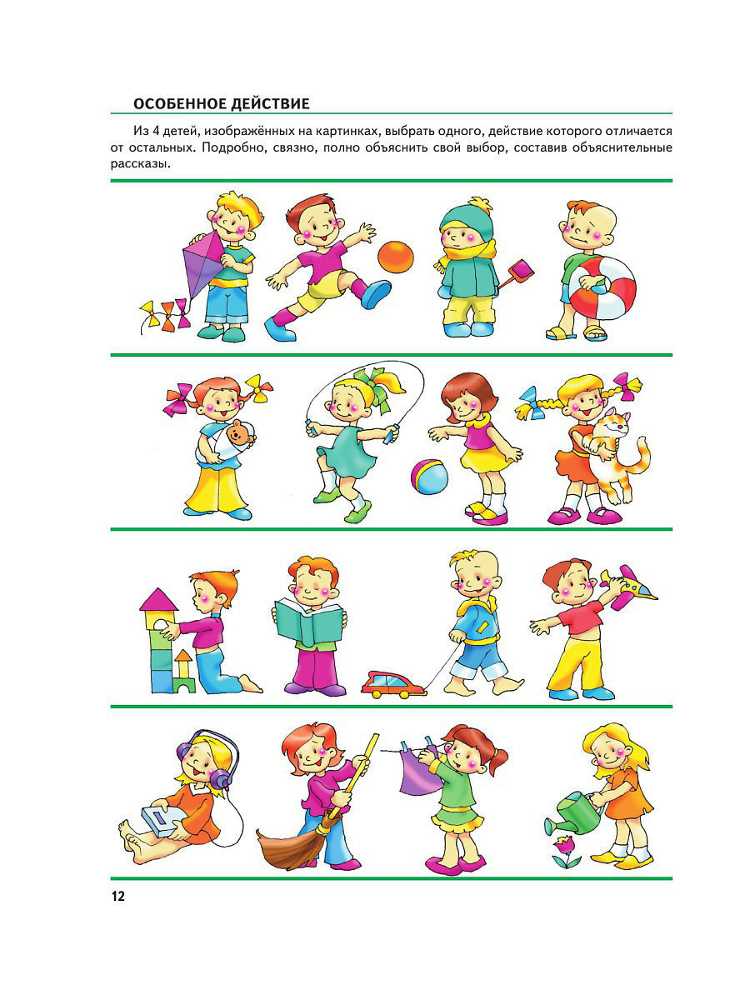 ОСОБЕННОЕ ДЕЙСТВИЕ
Из 4 детей, изображённых на картинках, выбрать одного, действие которого отличается
от остальных. Подробно, связно, полно объяснить свой выбор, составив объяснительные
рассказы.
12